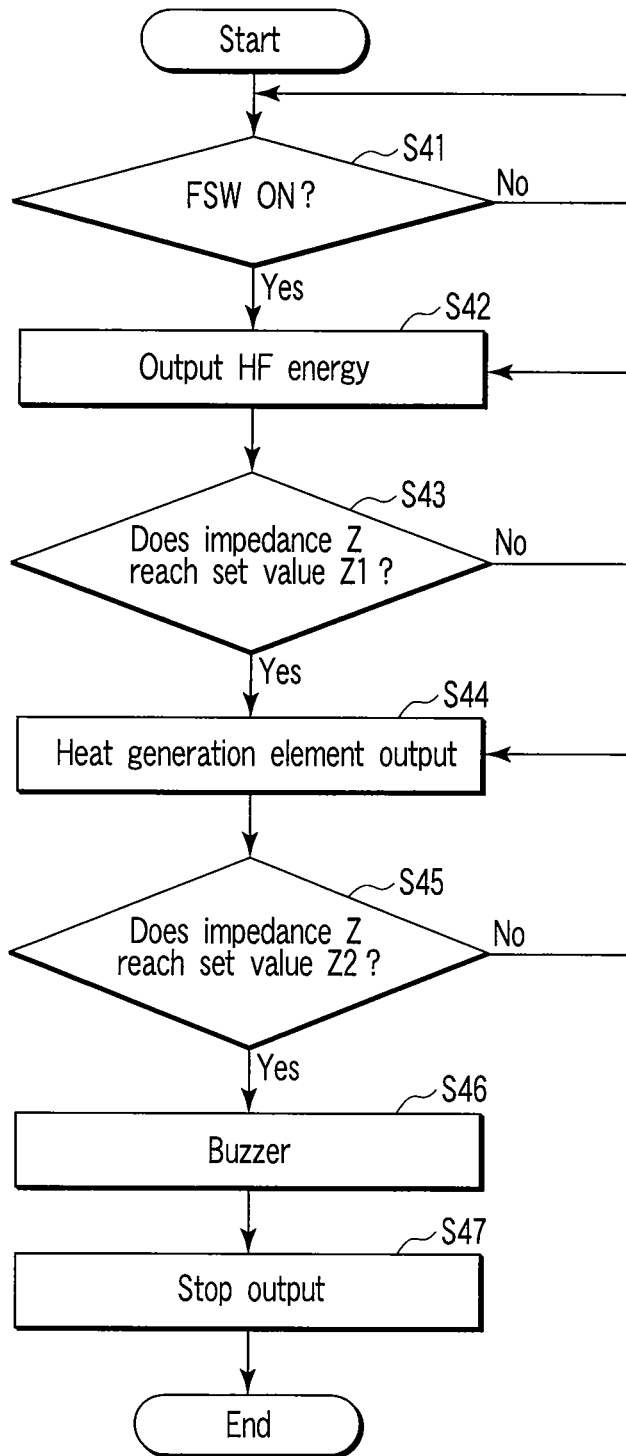 Start
S41
FSW ON?
No
Yes
S42
Output HF energy
S43
Does impedance Z
reach set value Z1?
No
Yes
S44
Heat generation element output
S45
Does impedance Z
reach set value Z2?
No
Yes
S46
Buzzer
S47
Stop output
End